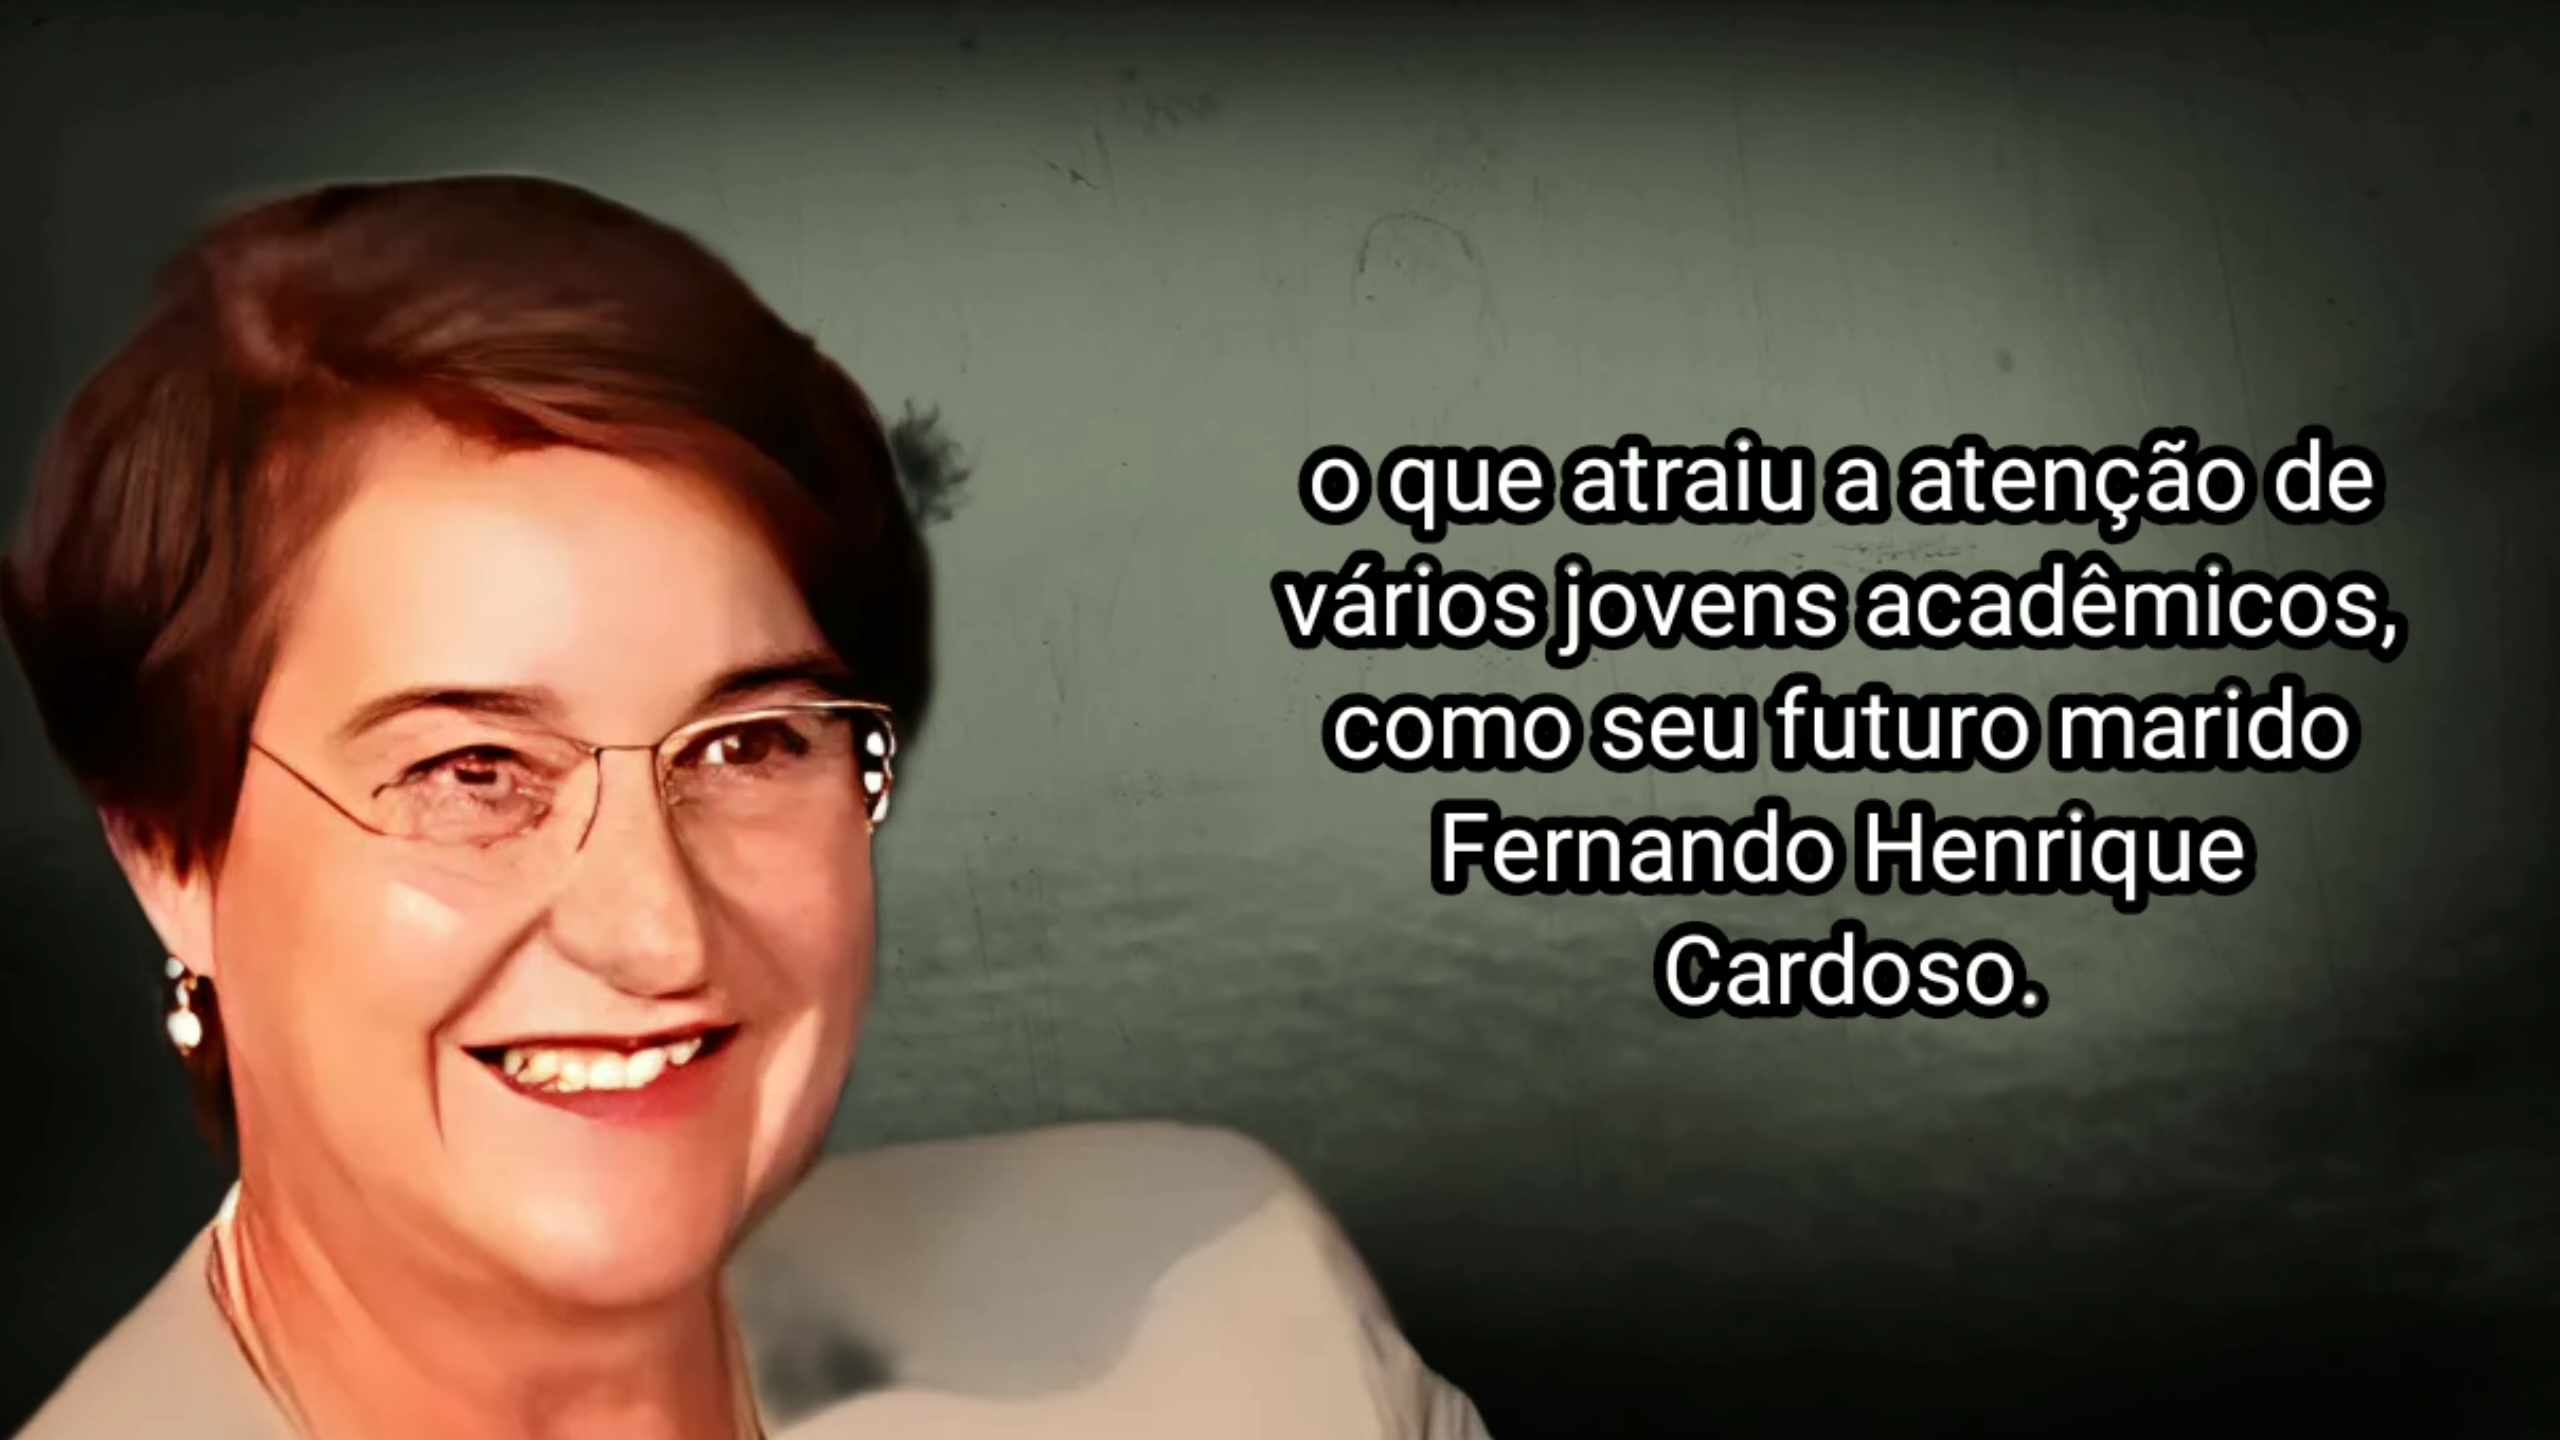 o que atraiu a atenção de
vários jovens acadêmicos,
como seu futuro marido
Fernando Henrique
Cardoso.